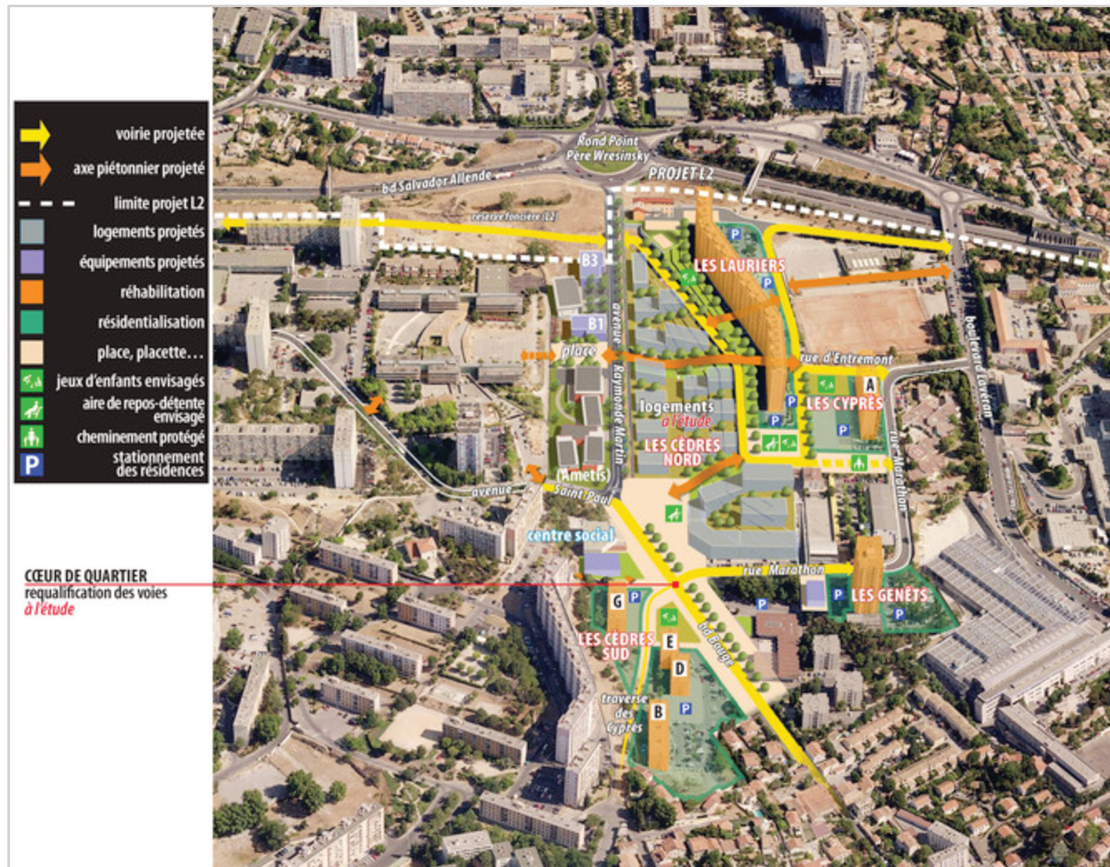 voirie projetée
axe piétonnier projeté
limite projet L2
logements projetés
équipements projetés
réhabilitation
résidentialisation
place, placette...
jeux d'enfants envisagés
aire de repos-détente
envisagé
cheminement protégé
P
stationnement
des résidences
CŒUR DE QUARTIER
requalification des voies
à l'étude
Rond Point
Père Wresinsky
bd Salvador Allende
PROJET L2
réserve foncière (L2)
B3
P
LES LAURIERS
P
B1
avenue Raymonde Martin
boulevard Laveran
place
rue d'Entremont
A
logements
à l'étude
P
LES CYPRÈS
P
P
LES CÈDRES
NORD
rue Marathon
(Ametis)
avenue
Saint Paul
centre social
rue Marathon
P
LES GENÊTS
P
P
G
P
LES CÈDRES
SUD
E
D
bd Bouge
traverse
des
Cyprès
B
P